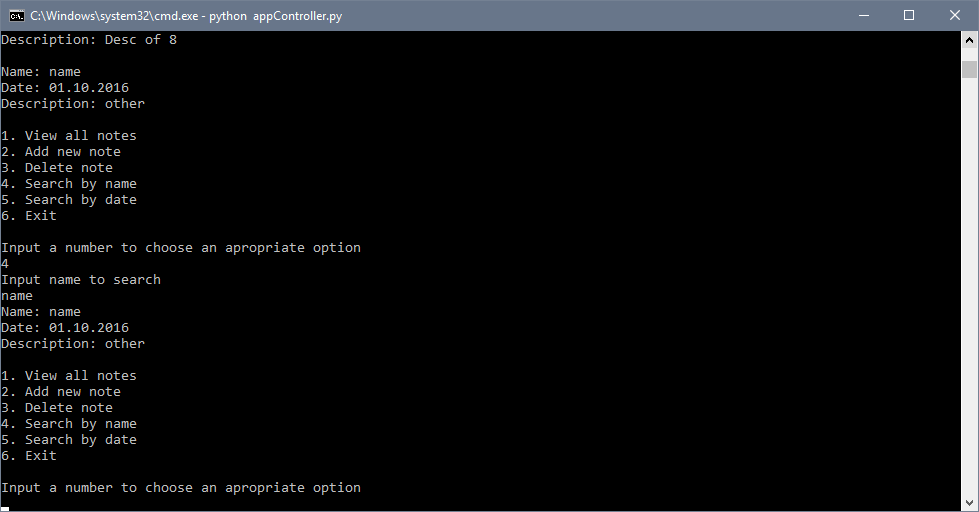 C:\Windows\system32\cmd.exe - python  appController.py
Description: Desc of 8
Name: name
Date: 01.10.2016
Description: other
1. View all notes
2. Add new note
3. Delete note
4. Search by name
5. Search by date
6. Exit
Input a number to choose an apropriate option
4
Input name to search
name
Name: name
Date: 01.10.2016
Description: other
1. View all notes
2. Add new note
3. Delete note
4. Search by name
5. Search by date
6. Exit
Input a number to choose an apropriate option